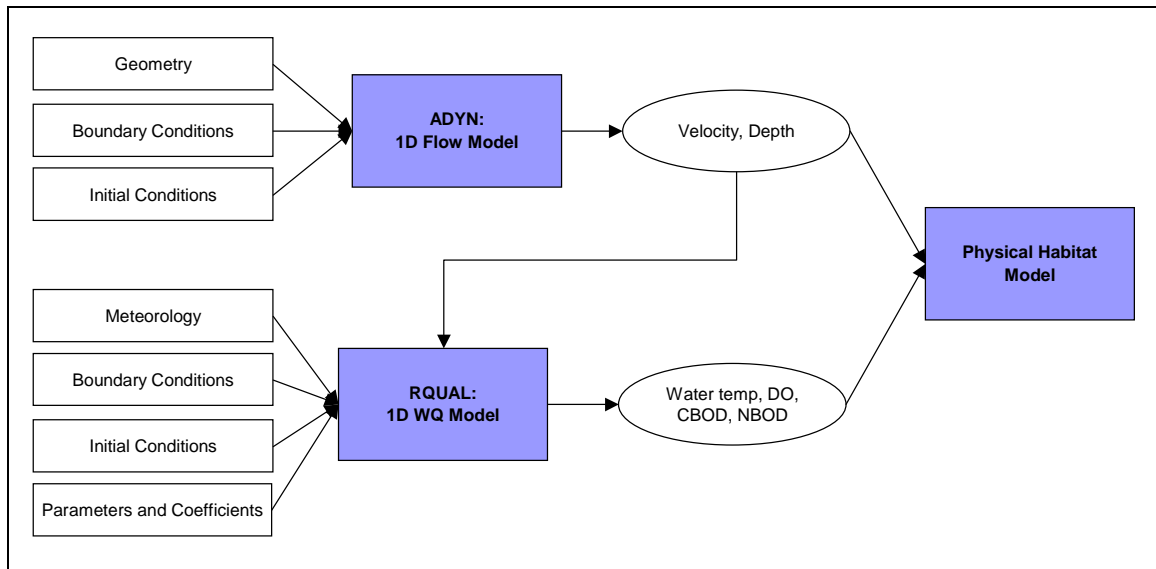 Geometry
Boundary Conditions
Initial Conditions
ADYN:
1D Flow Model
Velocity, Depth
Physical Habitat
Model
Meteorology
Boundary Conditions
Initial Conditions
Parameters and Coefficients
RQUAL:
1D WQ Model
Water temp, DO,
CBOD, NBOD